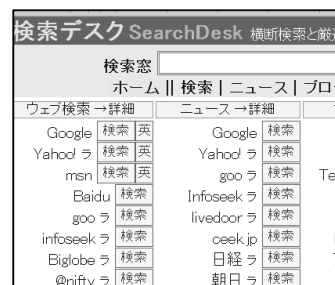 検索デスク SearchDesk 横断検索と厳選
検索窓
ホーム || 検索 | ニュース | ブロ
ウェブ検索 →詳細 ニュース →詳細
Google 検索 英 Google 検索
Yahoo! ラ 検索 英 Yahoo! ラ 検索
msn 検索 英 goo ラ 検索 Te
Baidu 検索 Infoseek ラ 検索
goo ラ 検索 livedoor ラ 検索
infoseek ラ 検索 ceek.jp 検索
Biglobe ラ 検索 日経 ラ 検索
@nifty ラ 検索 朝日 ラ 検索